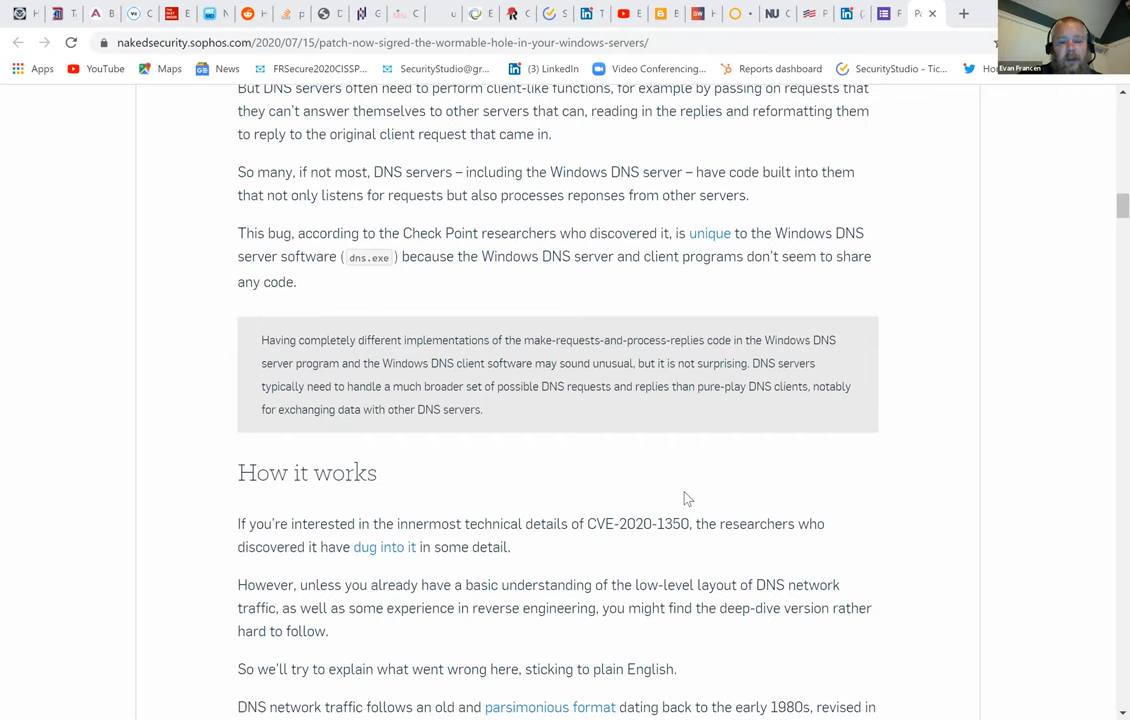 nakedsecurity.sophos.com/2020/07/15/patch-now-sigred-the-wormable-hole-in-your-windows-servers/
Evan Francen
Apps YouTube Maps News FRSecure2020CISSP... SecurityStudio@gr... (3) LinkedIn Video Conferencing... Reports dashboard SecurityStudio - Tic...
But DNS servers often need to perform client-like functions, for example by passing on requests that
they can't answer themselves to other servers that can, reading in the replies and reformatting them
to reply to the original client request that came in.
So many, if not most, DNS servers – including the Windows DNS server – have code built into them
that not only listens for requests but also processes reponses from other servers.
This bug, according to the Check Point researchers who discovered it, is unique to the Windows DNS
server software ( dns.exe ) because the Windows DNS server and client programs don't seem to share
any code.
Having completely different implementations of the make-requests-and-process-replies code in the Windows DNS
server program and the Windows DNS client software may sound unusual, but it is not surprising. DNS servers
typically need to handle a much broader set of possible DNS requests and replies than pure-play DNS clients, notably
for exchanging data with other DNS servers.
How it works
If you're interested in the innermost technical details of CVE-2020-1350, the researchers who
discovered it have dug into it in some detail.
However, unless you already have a basic understanding of the low-level layout of DNS network
traffic, as well as some experience in reverse engineering, you might find the deep-dive version rather
hard to follow.
So we'll try to explain what went wrong here, sticking to plain English.
DNS network traffic follows an old and parsimonious format dating back to the early 1980s, revised in